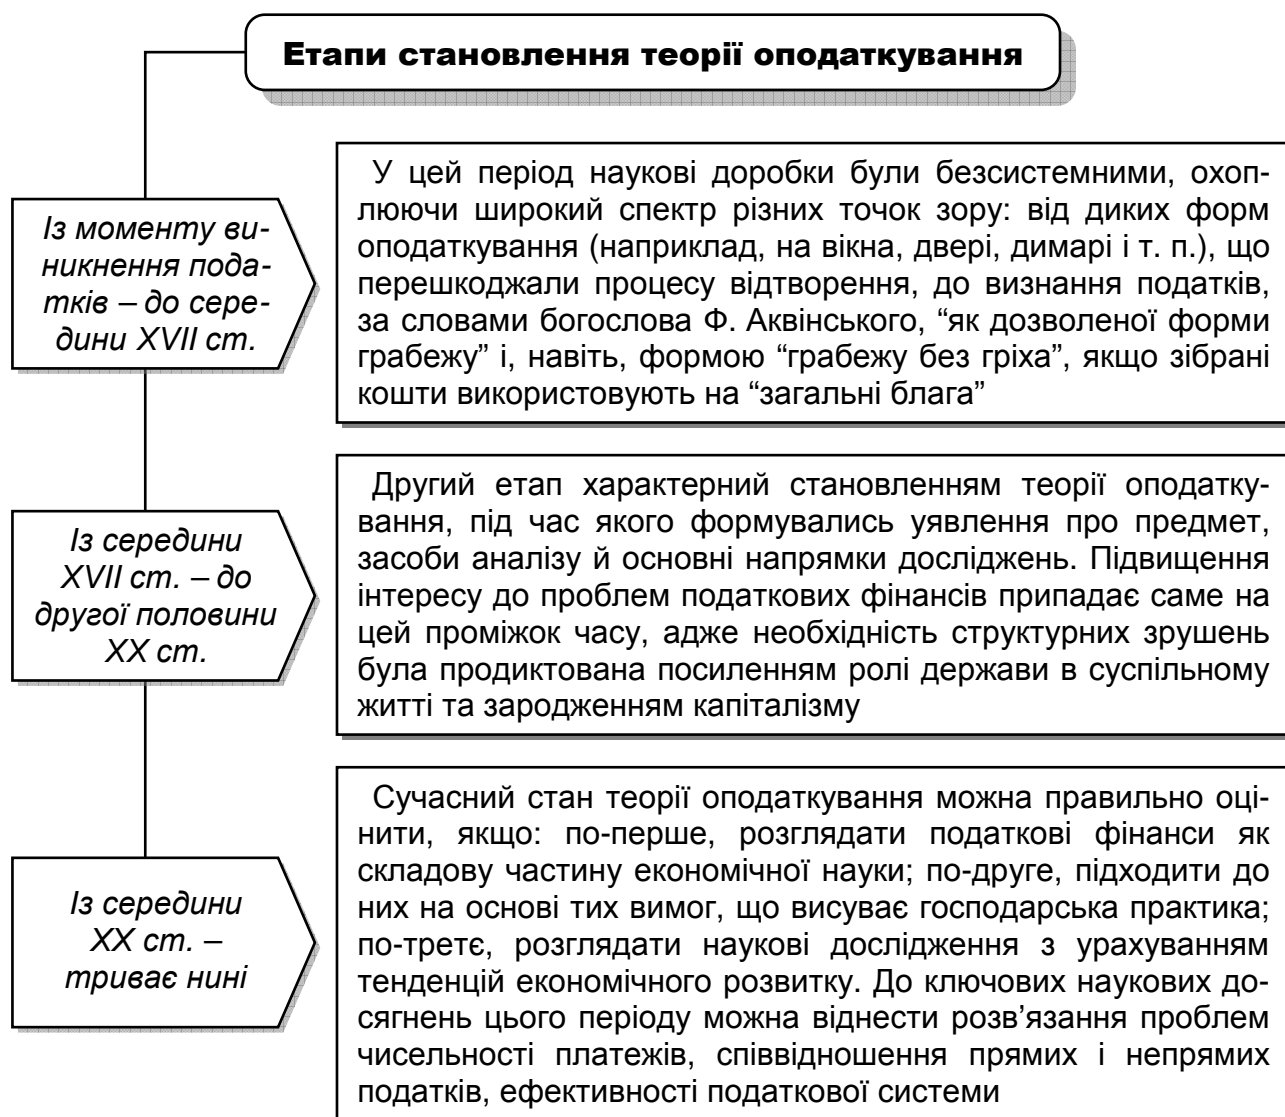 Етапи становлення теорії оподаткування
Із моменту ви-
никнення пода-
тків – до сере-
дини XVII ст.
У цей період наукові доробки були безсистемними, охоп-
люючи широкий спектр різних точок зору: від диких форм
оподаткування (наприклад, на вікна, двері, димарі і т. п.), що
перешкоджали процесу відтворення, до визнання податків,
за словами богослова Ф. Аквінського, “як дозволеної форми
грабежу” і, навіть, формою “грабежу без гріха”, якщо зібрані
кошти використовують на “загальні блага”
Із середини
XVII ст. – до
другої половини
XX ст.
Другий етап характерний становленням теорії оподатку-
вання, під час якого формувались уявлення про предмет,
засоби аналізу й основні напрямки досліджень. Підвищення
інтересу до проблем податкових фінансів припадає саме на
цей проміжок часу, адже необхідність структурних зрушень
була продиктована посиленням ролі держави в суспільному
житті та зародженням капіталізму
Із середини
XX ст. –
триває нині
Сучасний стан теорії оподаткування можна правильно оці-
нити, якщо: по-перше, розглядати податкові фінанси як
складову частину економічної науки; по-друге, підходити до
них на основі тих вимог, що висуває господарська практика;
по-третє, розглядати наукові дослідження з урахуванням
тенденцій економічного розвитку. До ключових наукових до-
сягнень цього періоду можна віднести розв’язання проблем
чисельності платежів, співвідношення прямих і непрямих
податків, ефективності податкової системи